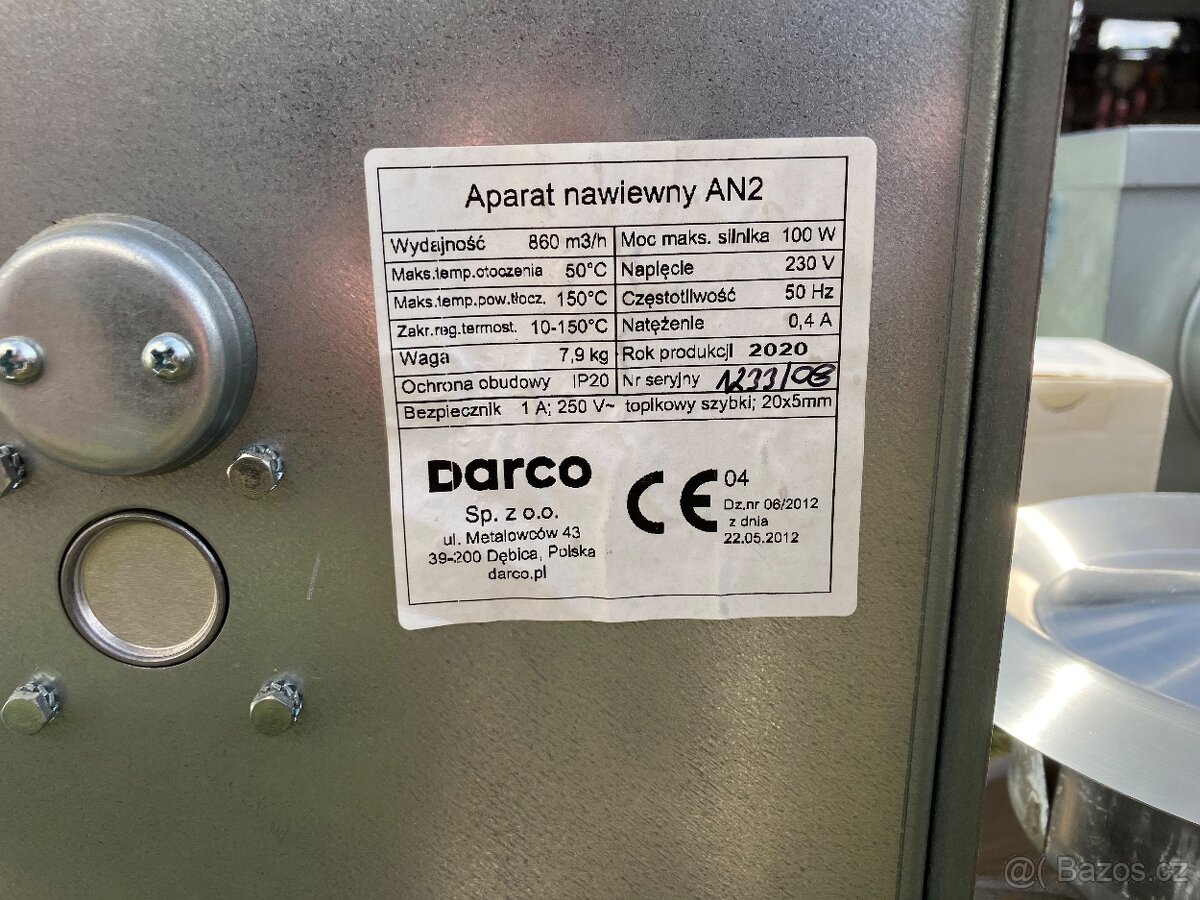 Aparat nawiewny AN2
Wydajność 860 m3/h Moc maks. silnika 100 W
Maks.temp.otoczenia 50°C Napięcie 230 V
Maks.temp.pow.tłocz. 150°C Częstotliwość 50 Hz
Zakr.reg.termost. 10-150°C Natężenie 0,4 A
Waga 7,9 kg Rok produkcji 2020
Ochrona obudowy IP20 Nr seryjny 1233/08
Bezpiecznik 1 A; 250 V~ topikowy szybki; 20x5mm
Darco
Sp. z o.o.
ul. Metalowców 43
39-200 Dębica, Polska
darco.pl
CE 04
Dz.nr 06/2012
z dnia
22.05.2012
@ Bazos.cz